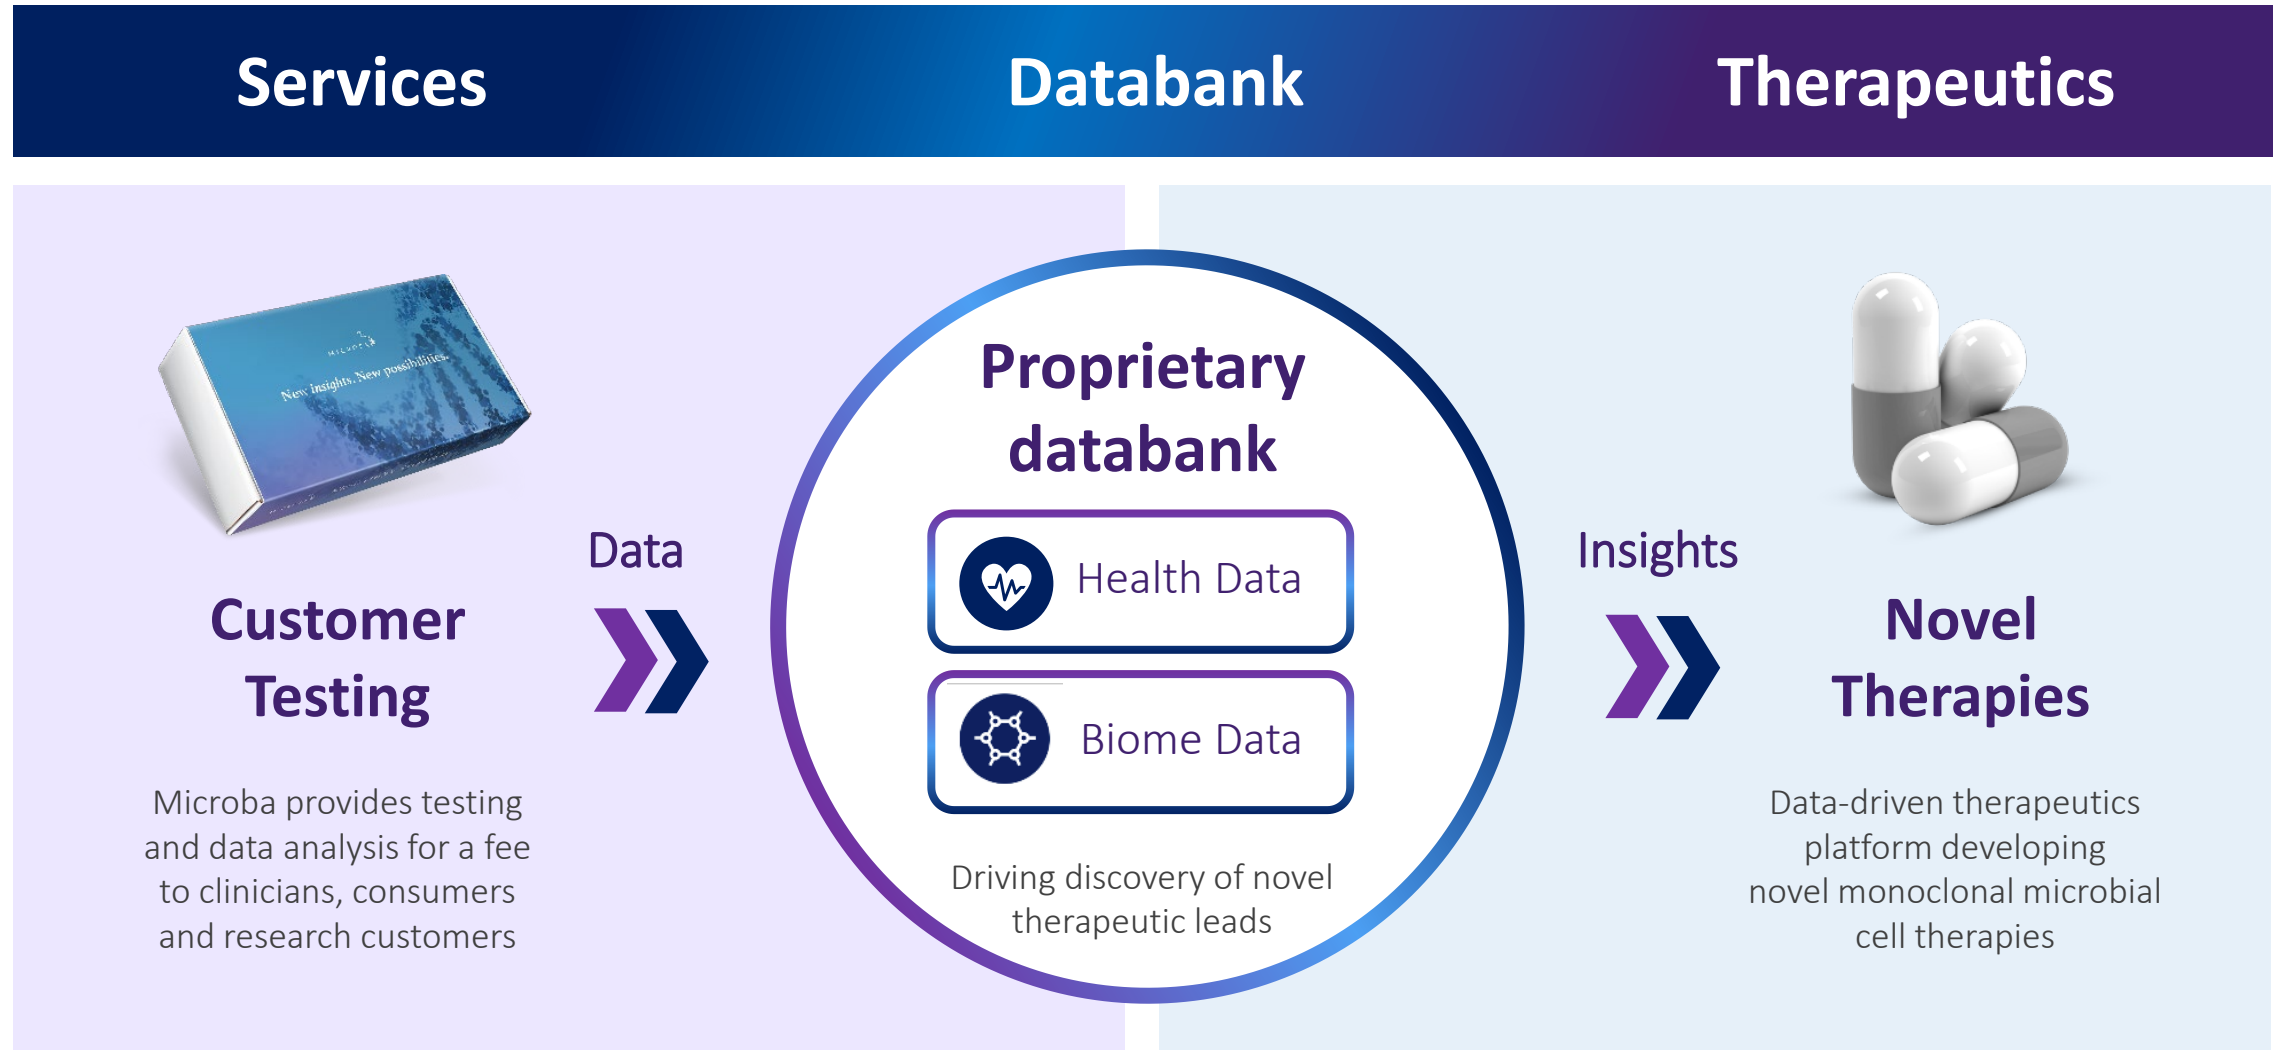 Services
Databank
Therapeutics
New insights. New possibilities.
Proprietary
databank
Health Data
Biome Data
Driving discovery of novel
therapeutic leads
Data
Customer
Testing
Microba provides testing
and data analysis for a fee
to clinicians, consumers
and research customers
Insights
Novel
Therapies
Data-driven therapeutics
platform developing
novel monoclonal microbial
cell therapies